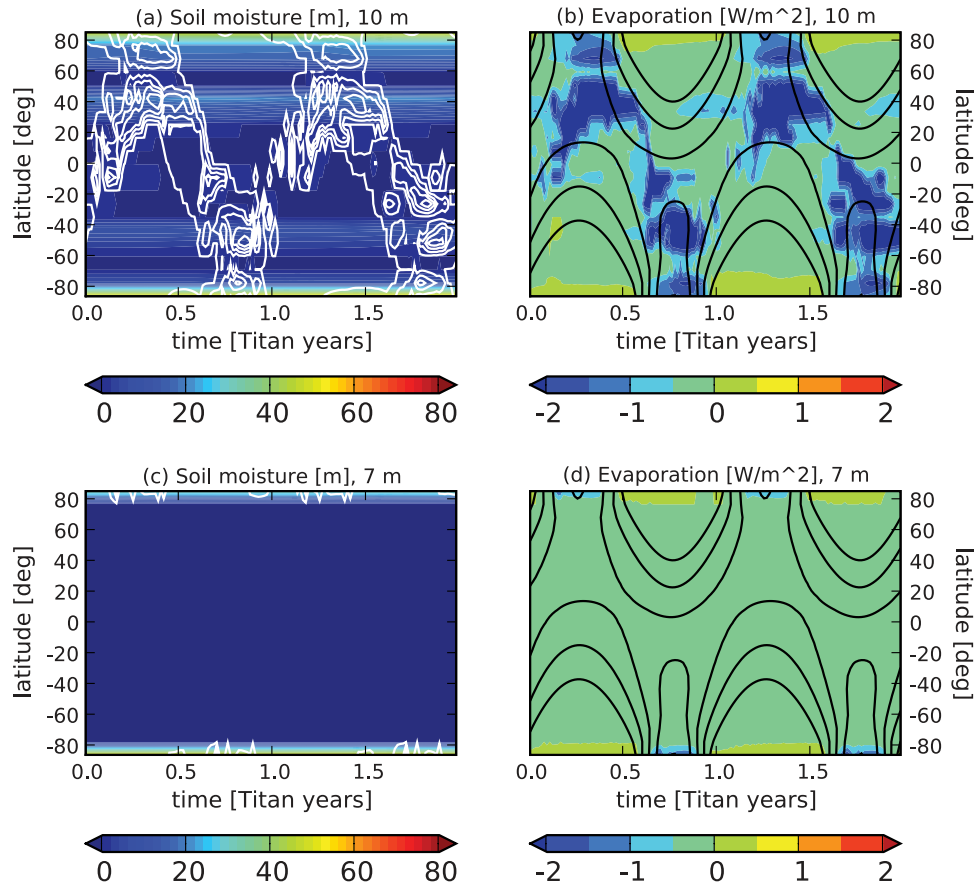 (a) Soil moisture [m], 10 m
(b) Evaporation [W/m^2], 10 m
latitude [deg]
80
60
40
20
0
-20
-40
-60
-80
80
60
40
20
0
-20
-40
-60
-80
latitude [deg]
0.0 0.5 1.0 1.5
0.0 0.5 1.0 1.5
time [Titan years]
time [Titan years]
0 20 40 60 80
-2 -1 0 1 2
(c) Soil moisture [m], 7 m
(d) Evaporation [W/m^2], 7 m
latitude [deg]
80
60
40
20
0
-20
-40
-60
-80
80
60
40
20
0
-20
-40
-60
-80
latitude [deg]
0.0 0.5 1.0 1.5
0.0 0.5 1.0 1.5
time [Titan years]
time [Titan years]
0 20 40 60 80
-2 -1 0 1 2